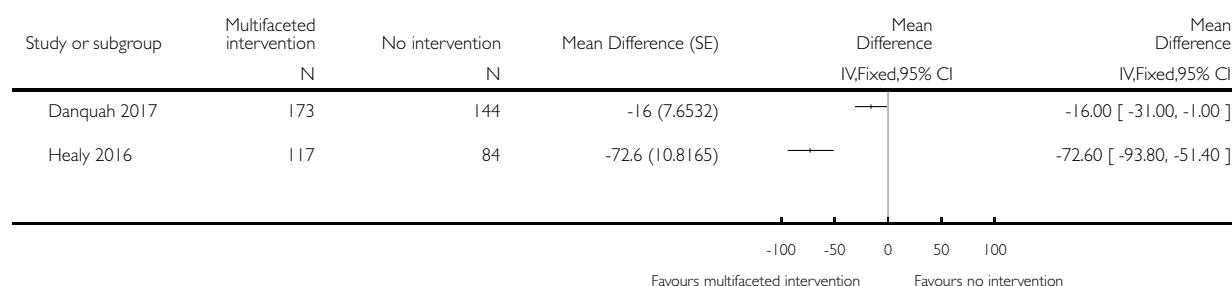 Study or subgroup Multifaceted intervention No intervention Mean Difference (SE) Mean Difference Mean Difference
N N IV,Fixed,95% CI IV,Fixed,95% CI
Danquah 2017 173 144 -16 (7.6532) -16.00 [ -31.00, -1.00 ]
Healy 2016 117 84 -72.6 (10.8165) -72.60 [ -93.80, -51.40 ]
-100 -50 0 50 100
Favours multifaceted intervention Favours no intervention